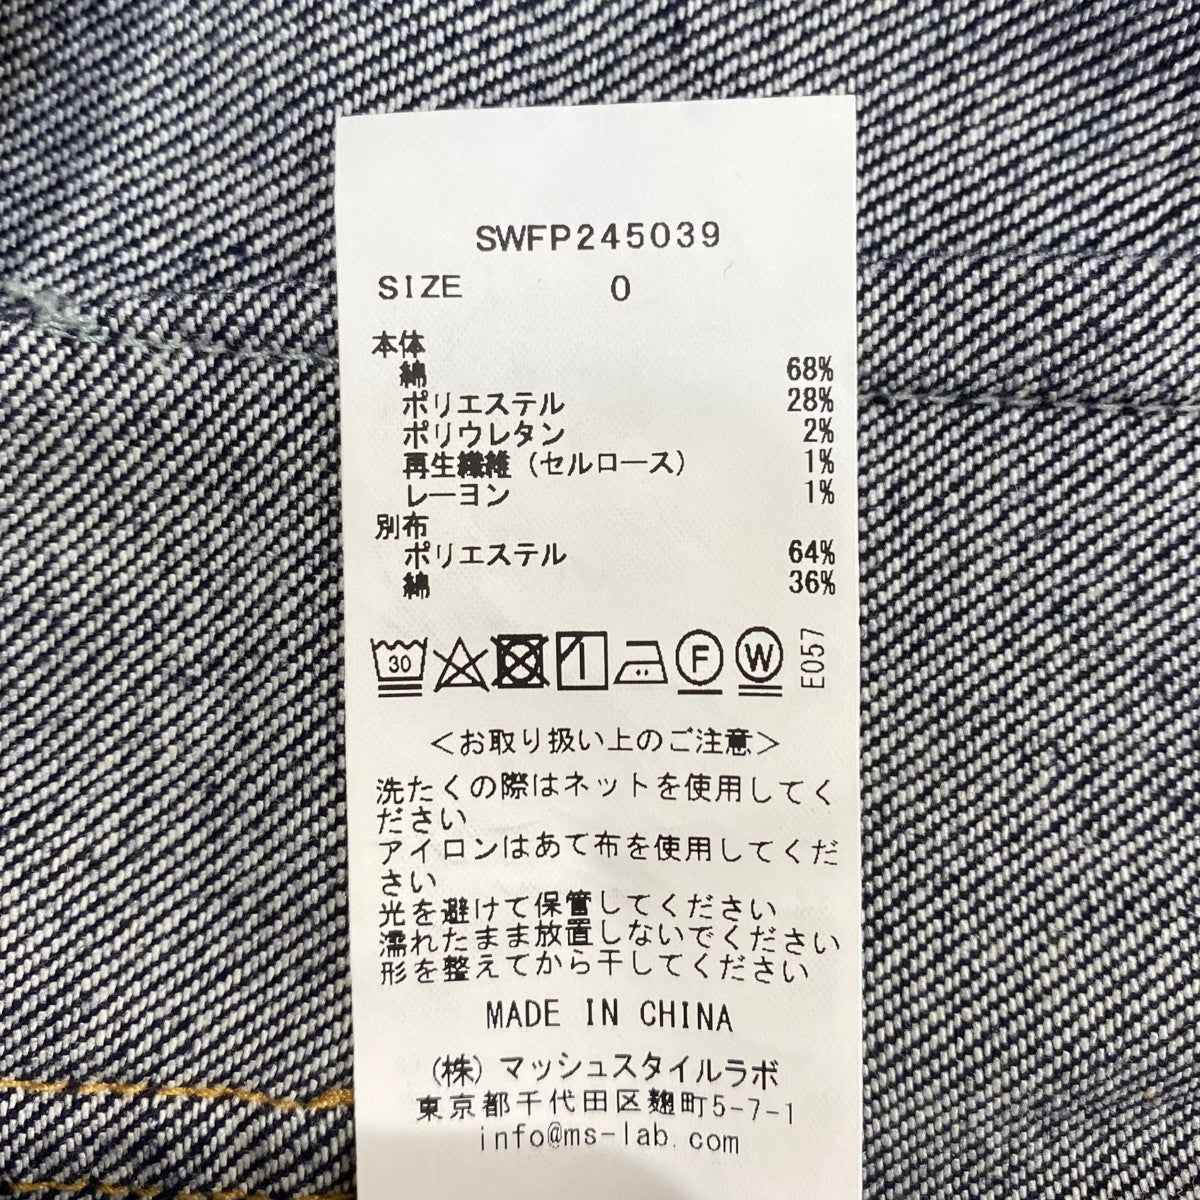 SWFP245039
SIZE 0
本体
綿 68%
ポリエステル 28%
ポリウレタン 2%
再生繊維（セルロース） 1%
レーヨン 1%
別布
ポリエステル 64%
綿 36%
30 F W E057
＜お取り扱い上のご注意＞
洗たくの際はネットを使用してく
ださい
アイロンはあて布を使用してくだ
さい
光を避けて保管してください
濡れたまま放置しないでください
形を整えてから干してください
MADE IN CHINA
（株）マッシュスタイルラボ
東京都千代田区麹町5-7-1
info@ms-lab.com